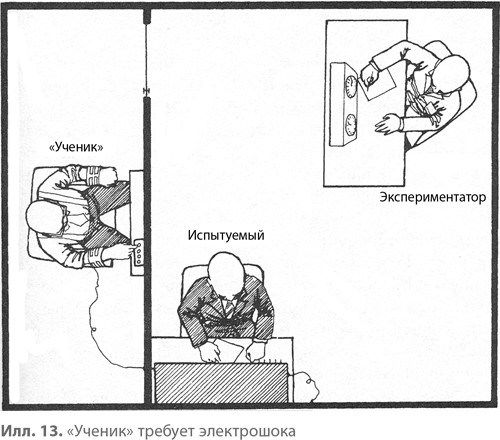 «Ученик»
Экспериментатор
Испытуемый
Илл. 13. «Ученик» требует электрошока